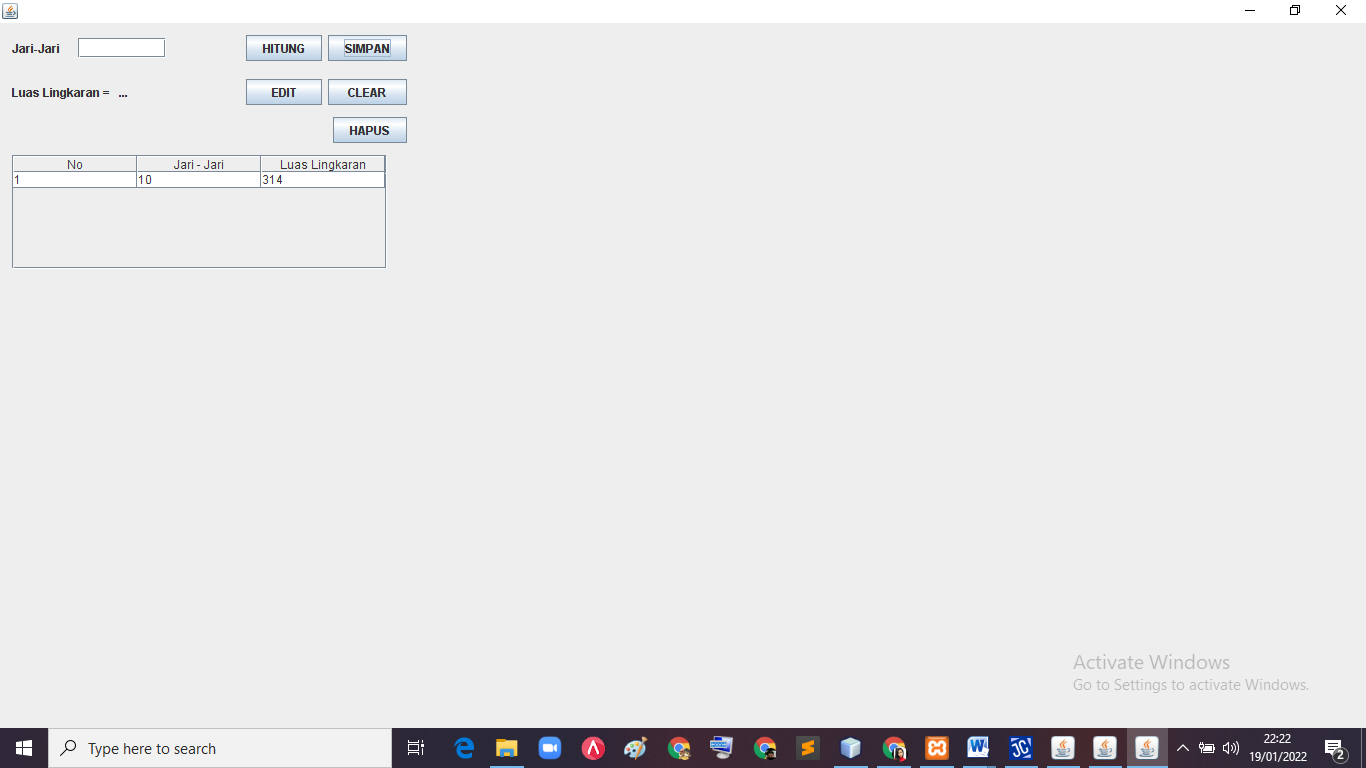 Jari-Jari HITUNG SIMPAN
Luas Lingkaran = ... EDIT CLEAR
HAPUS
No Jari - Jari Luas Lingkaran
1 10 314
Activate Windows
Go to Settings to activate Windows.
Type here to search
22:22
19/01/2022
2